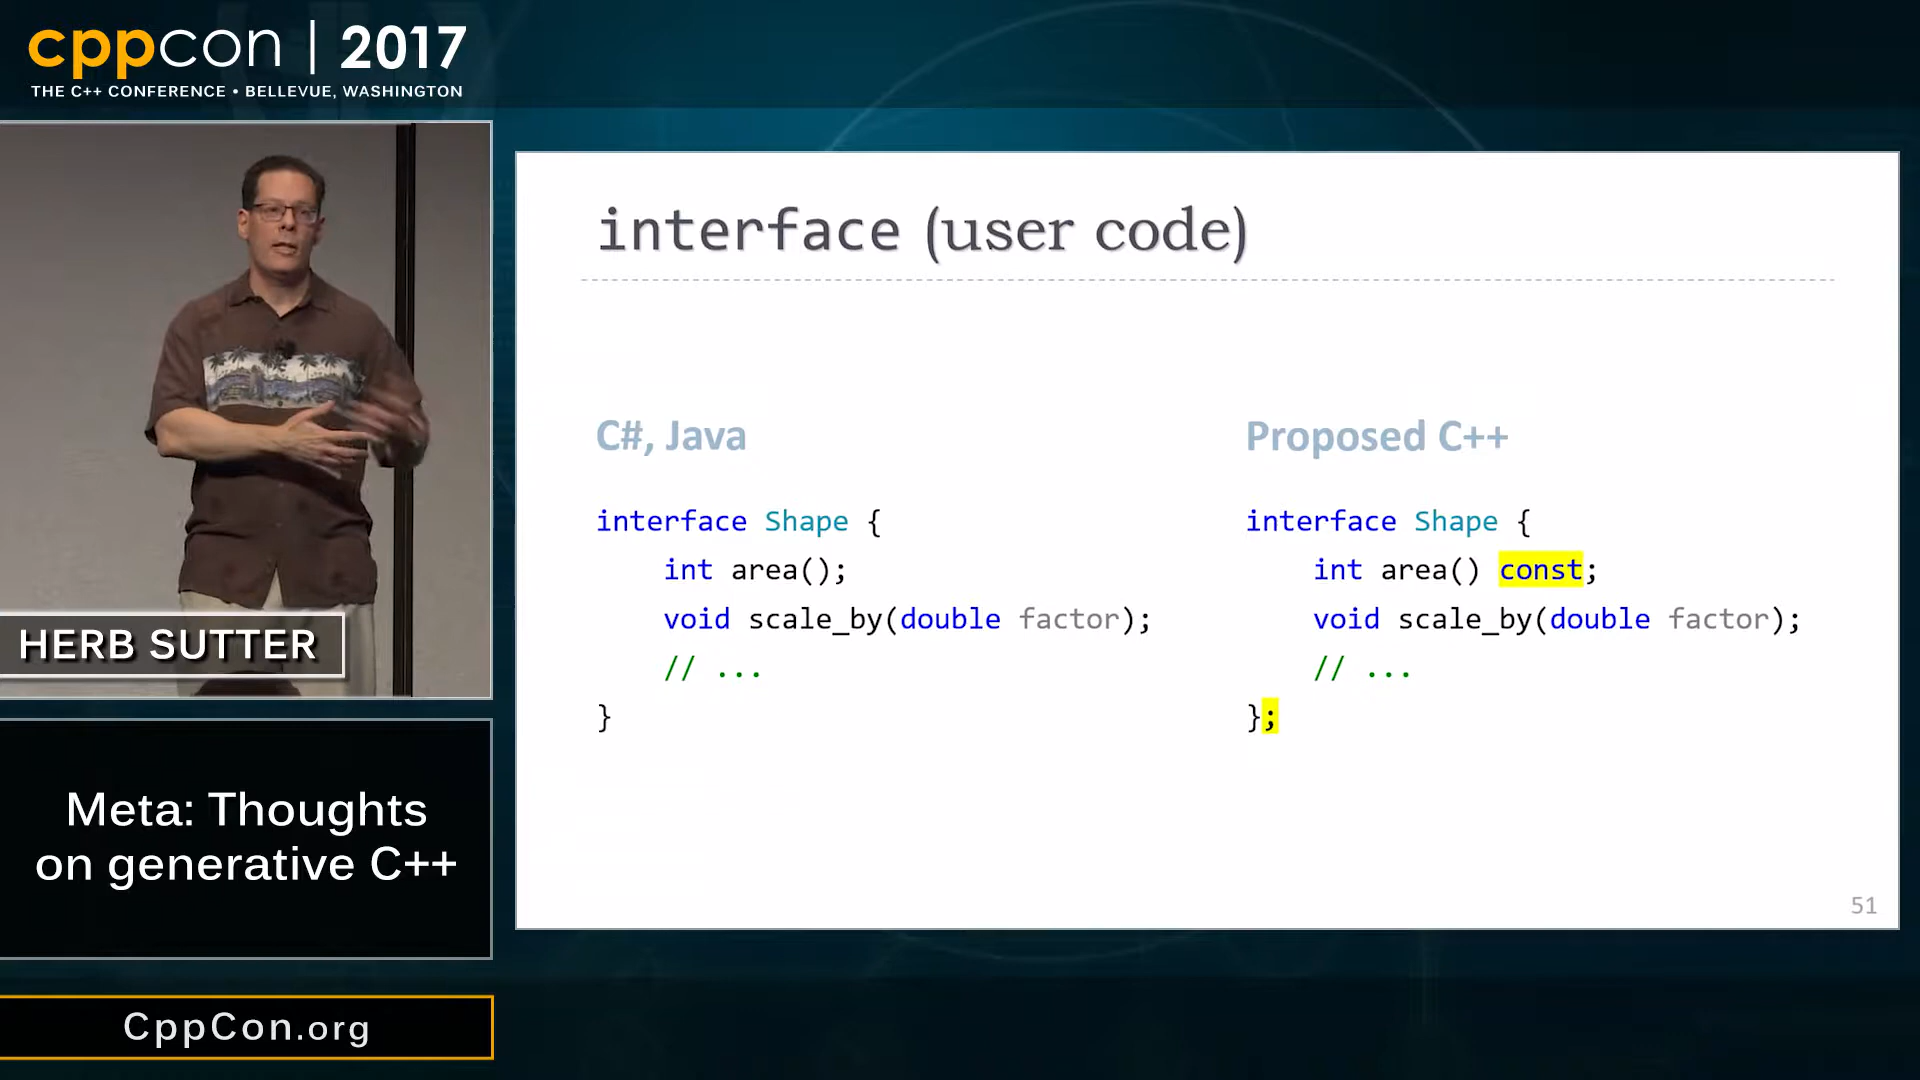 cppcon | 2017
THE C++ CONFERENCE • BELLEVUE, WASHINGTON
HERB SUTTER
Meta: Thoughts
on generative C++
CppCon.org
interface (user code)
C#, Java
interface Shape {
int area();
void scale_by(double factor);
// ...
}
Proposed C++
interface Shape {
int area() const;
void scale_by(double factor);
// ...
};
51